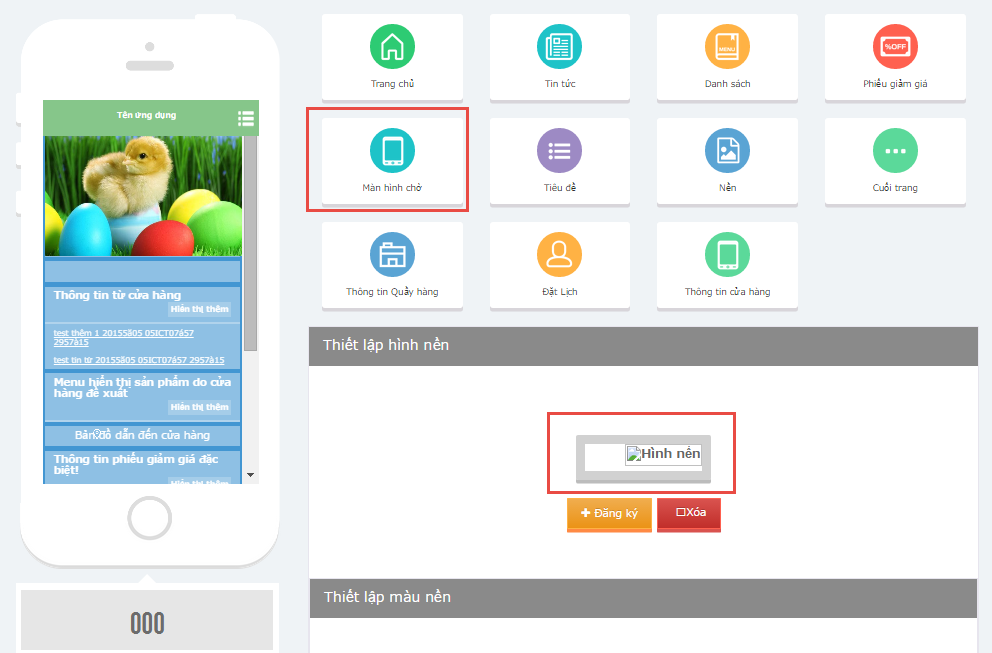 Tên ứng dụng
Thông tin từ cửa hàng
Hiển thị thêm
test thêm 1 20155ã05 05ICT07á57
2957à15
test tin từ 20155ã05 05ICT07á57 2957à15
Menu hiển thị sản phẩm do cửa
hàng đề xuất
Hiển thị thêm
Bản đồ dẫn đến cửa hàng
Thông tin phiếu giảm giá đặc
biệt!
Hiển thị thêm
000
Trang chủ
Tin tức
MENU
Danh sách
%OFF
Phiếu giảm giá
Màn hình chờ
Tiêu đề
Nền
Cuối trang
Thông tin Quầy hàng
Đặt Lịch
Thông tin cửa hàng
Thiết lập hình nền
Hình nền
Đăng ký
Xóa
Thiết lập màu nền